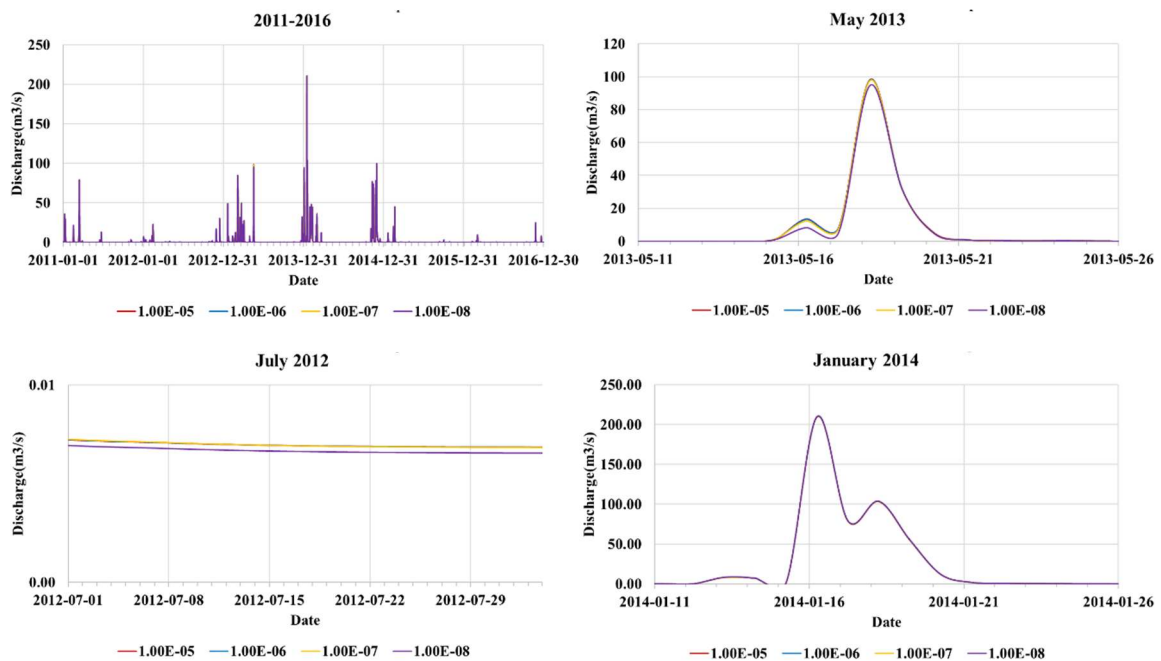 2011-2016
250
200
150
100
50
0
Discharge(m3/s)
2011-01-01 2012-01-01 2012-12-31 2013-12-31 2014-12-31 2015-12-31 2016-12-30
Date
1.00E-05 1.00E-06 1.00E-07 1.00E-08
May 2013
120
100
80
60
40
20
0
Discharge(m3/s)
2013-05-11 2013-05-16 2013-05-21 2013-05-26
Date
1.00E-05 1.00E-06 1.00E-07 1.00E-08
July 2012
0.01
0.00
Discharge(m3/s)
2012-07-01 2012-07-08 2012-07-15 2012-07-22 2012-07-29
Date
1.00E-05 1.00E-06 1.00E-07 1.00E-08
January 2014
250.00
200.00
150.00
100.00
50.00
0.00
Discharge(m3/s)
2014-01-11 2014-01-16 2014-01-21 2014-01-26
Date
1.00E-05 1.00E-06 1.00E-07 1.00E-08